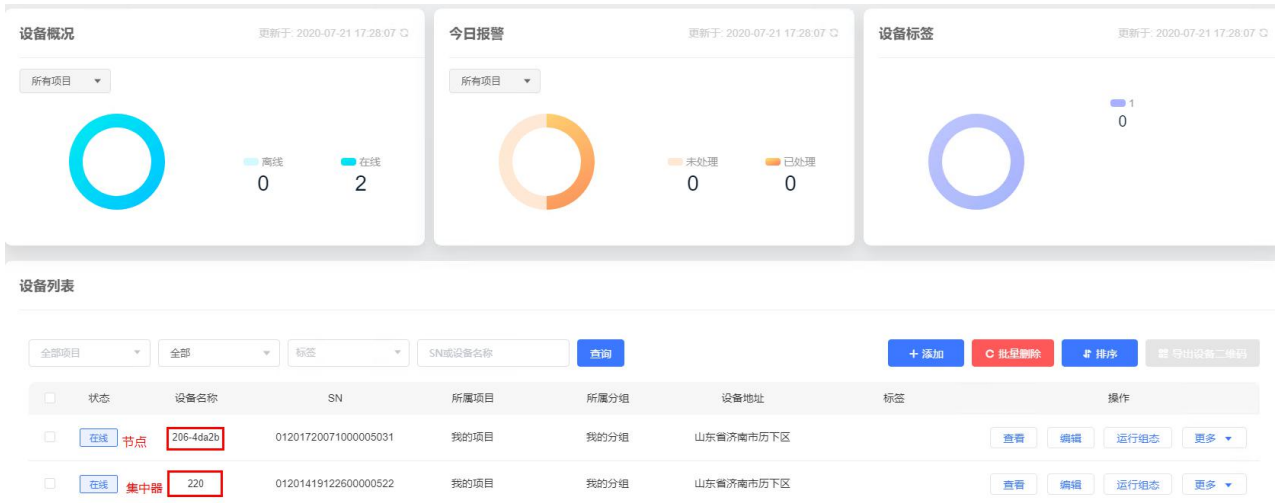 设备概况 更新于: 2020-07-21 17:28:07
所有项目
离线 在线
0 2
今日报警 更新于: 2020-07-21 17:28:07
所有项目
未处理 已处理
0 0
设备标签 更新于: 2020-07-21 17:28:07
1
0
设备列表
全部项目 全部 标签 SN或设备名称 查询 + 添加 批量删除 排序 导出设备二维码
状态 设备名称 SN 所属项目 所属分组 设备地址 标签 操作
在线 节点 206-4da2b 01201720071000005031 我的项目 我的分组 山东省济南市历下区 查看 编辑 运行组态 更多
在线 集中器 220 01201419122600000522 我的项目 我的分组 山东省济南市历下区 查看 编辑 运行组态 更多